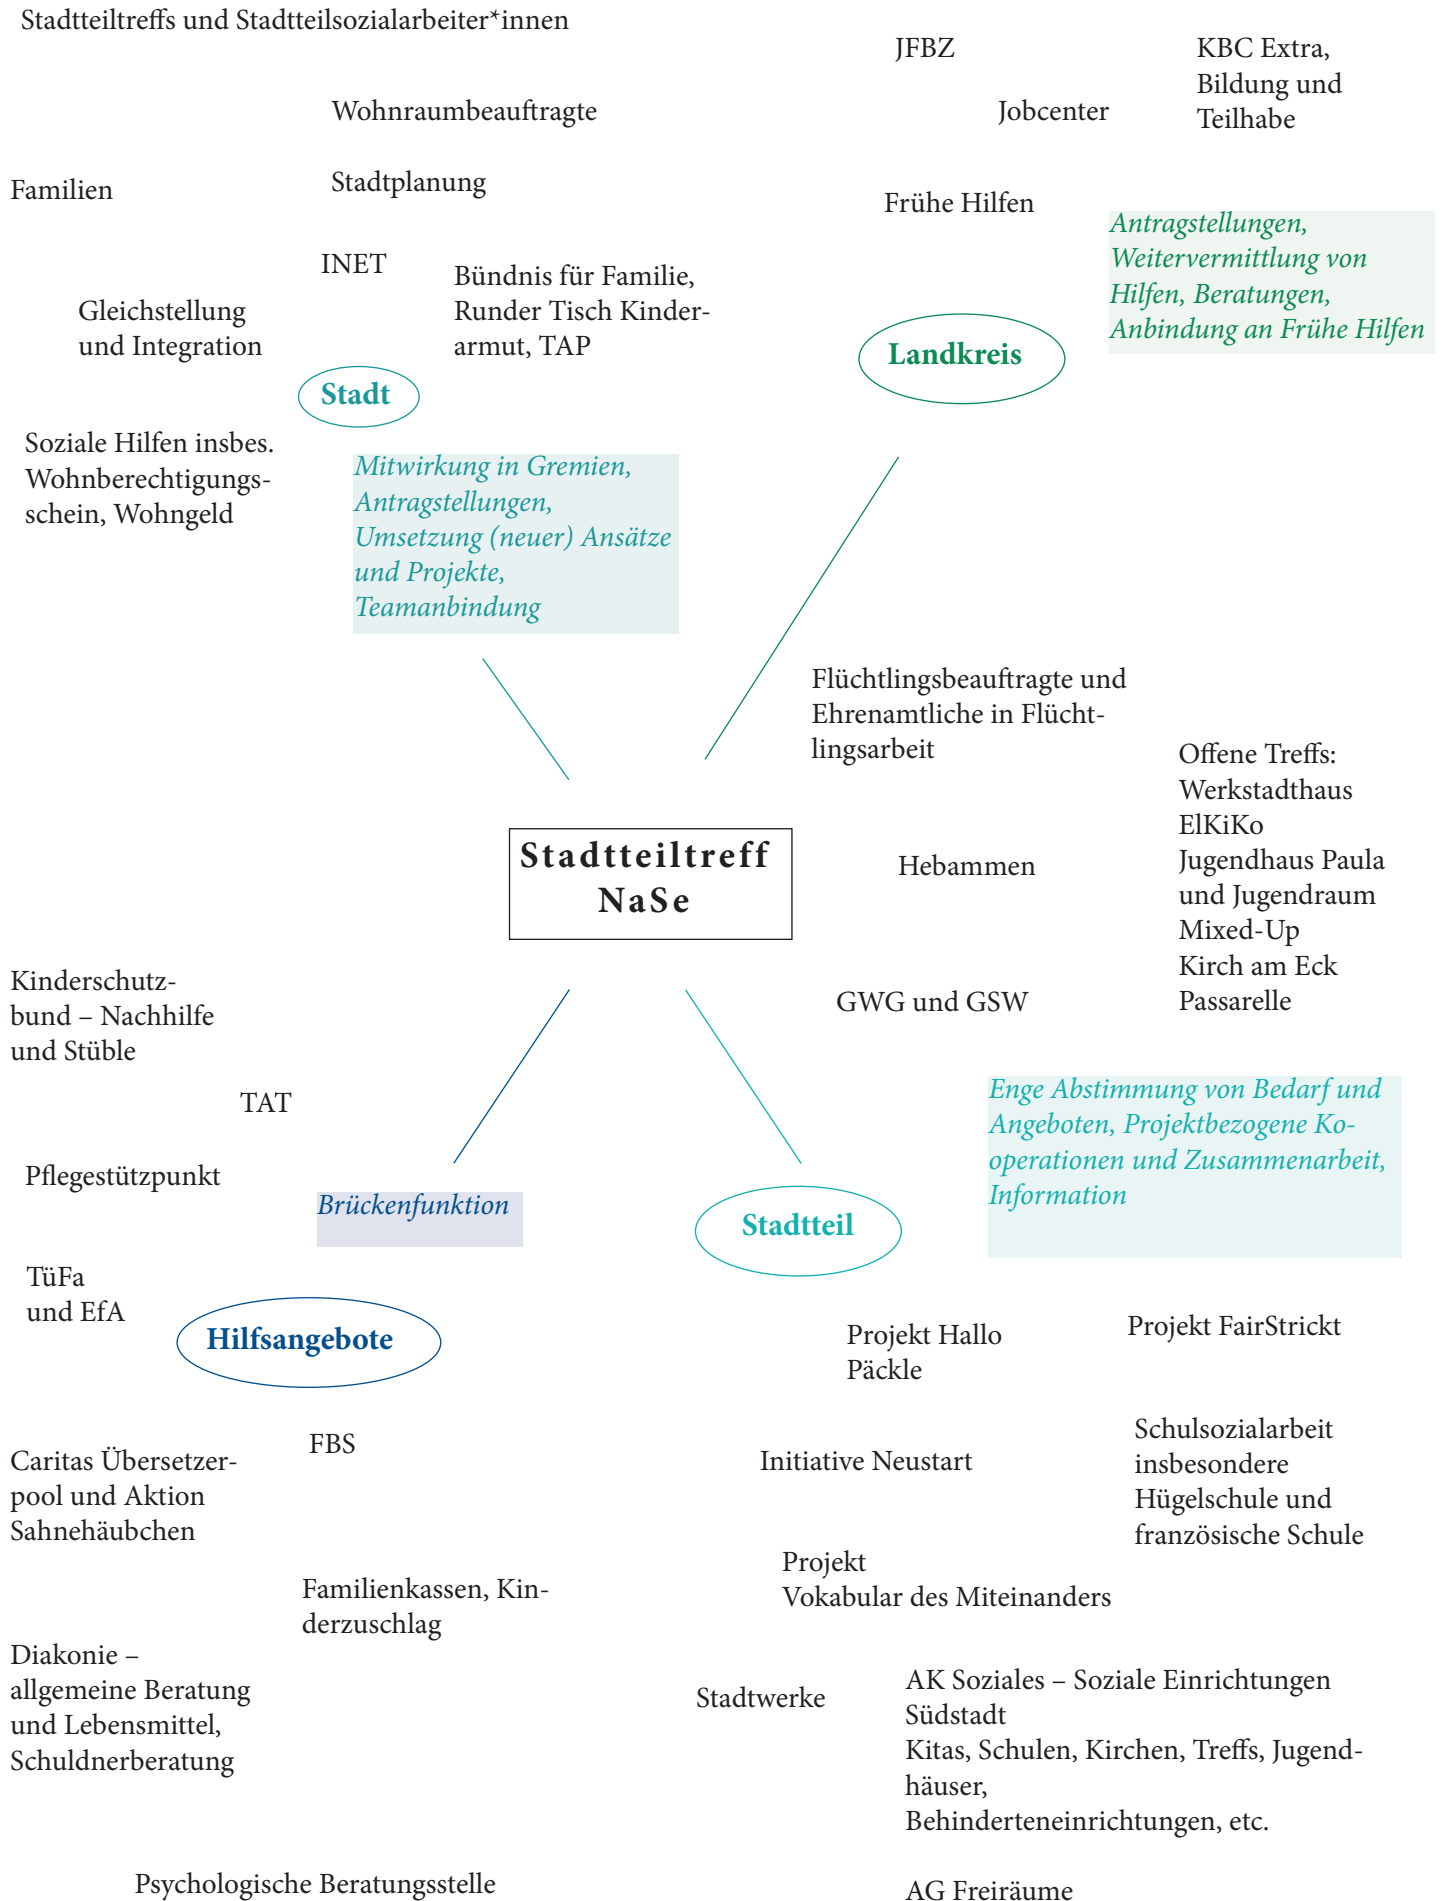 Stadtteiltreffs und Stadtteilsozialarbeiter*innen
Wohnraumbeauftragte
Stadtplanung
Familien
INET
Bündnis für Familie,
Runder Tisch Kinder-
armut, TAP
Gleichstellung
und Integration
Stadt
Soziale Hilfen insbes.
Wohnberechtigungs-
schein, Wohngeld
Mitwirkung in Gremien,
Antragstellungen,
Umsetzung (neuer) Ansätze
und Projekte,
Teamanbindung
JFBZ
KBC Extra,
Bildung und
Teilhabe
Jobcenter
Frühe Hilfen
Antragstellungen,
Weitervermittlung von
Hilfen, Beratungen,
Anbindung an Frühe Hilfen
Landkreis
Flüchtlingsbeauftragte und
Ehrenamtliche in Flücht-
lingsarbeit
Offene Treffs:
Werkstadthaus
ElKiKo
Jugendhaus Paula
und Jugendraum
Mixed-Up
Kirch am Eck
Passarelle
Hebammen
GWG und GSW
Stadtteiltreff
NaSe
Kinderschutz-
bund – Nachhilfe
und Stüble
TAT
Pflegestützpunkt
Brückenfunktion
TüFa
und EfA
Hilfsangebote
FBS
Caritas Übersetzer-
pool und Aktion
Sahnehäubchen
Familienkassen, Kin-
derzuschlag
Diakonie –
allgemeine Beratung
und Lebensmittel,
Schuldnerberatung
Psychologische Beratungsstelle
Enge Abstimmung von Bedarf und
Angeboten, Projektbezogene Ko-
operationen und Zusammenarbeit,
Information
Stadtteil
Projekt Hallo
Päckle
Projekt FairStrickt
Initiative Neustart
Schulsozialarbeit
insbesondere
Hügelschule und
französische Schule
Projekt
Vokabular des Miteinanders
Stadtwerke
AK Soziales – Soziale Einrichtungen
Südstadt
Kitas, Schulen, Kirchen, Treffs, Jugend-
häuser,
Behinderteneinrichtungen, etc.
AG Freiräume